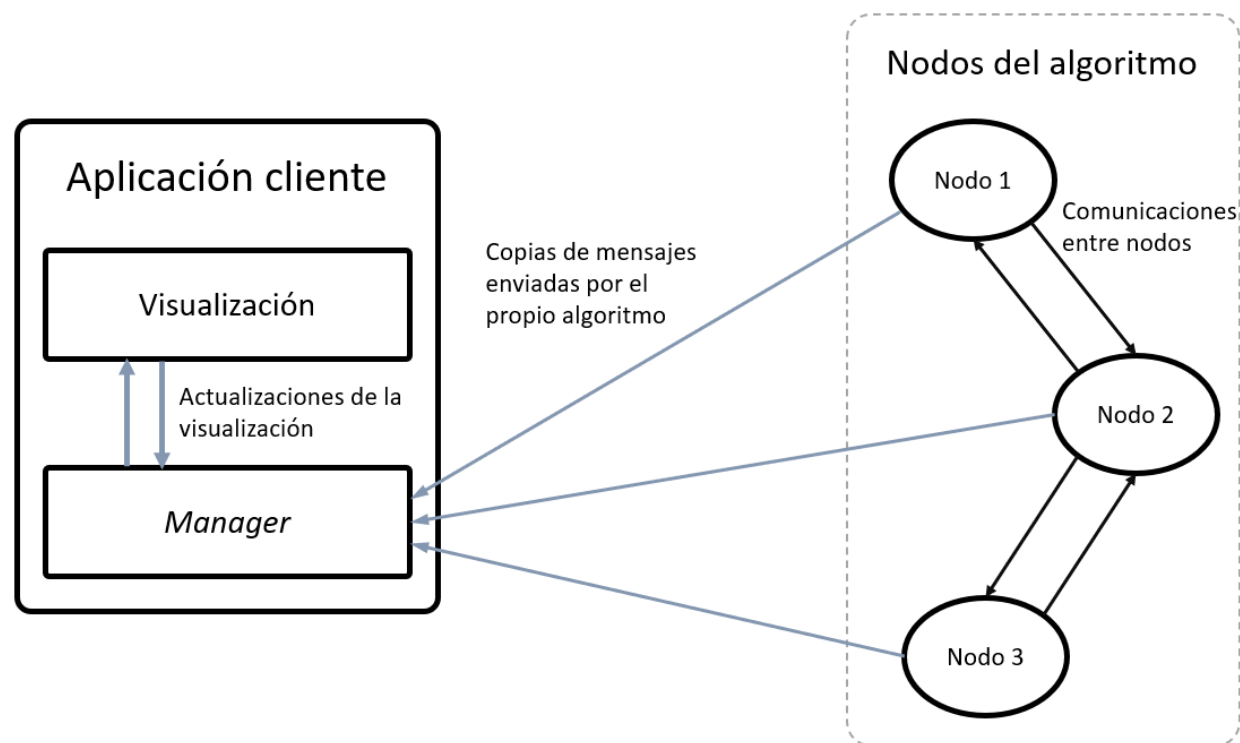 Nodos del algoritmo
Aplicación cliente
Nodo 1
Comunicaciones
entre nodos
Copias de mensajes
enviadas por el
propio algoritmo
Visualización
Actualizaciones de la
visualización
Nodo 2
Manager
Nodo 3